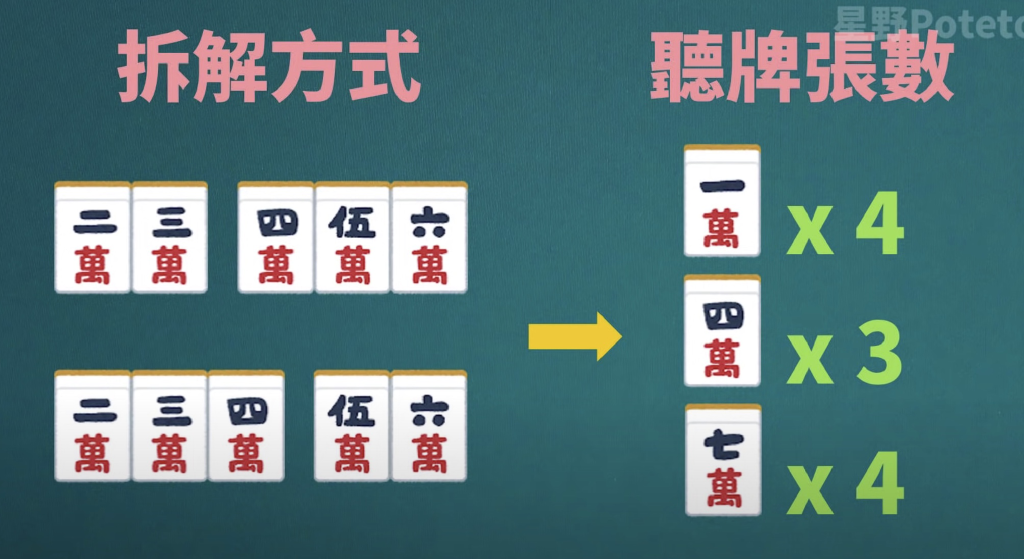 星野Poteto
拆解方式
聽牌張數
二萬 三萬 四萬 伍萬 六萬
二萬 三萬 四萬 伍萬 六萬
一萬 x 4
四萬 x 3
七萬 x 4